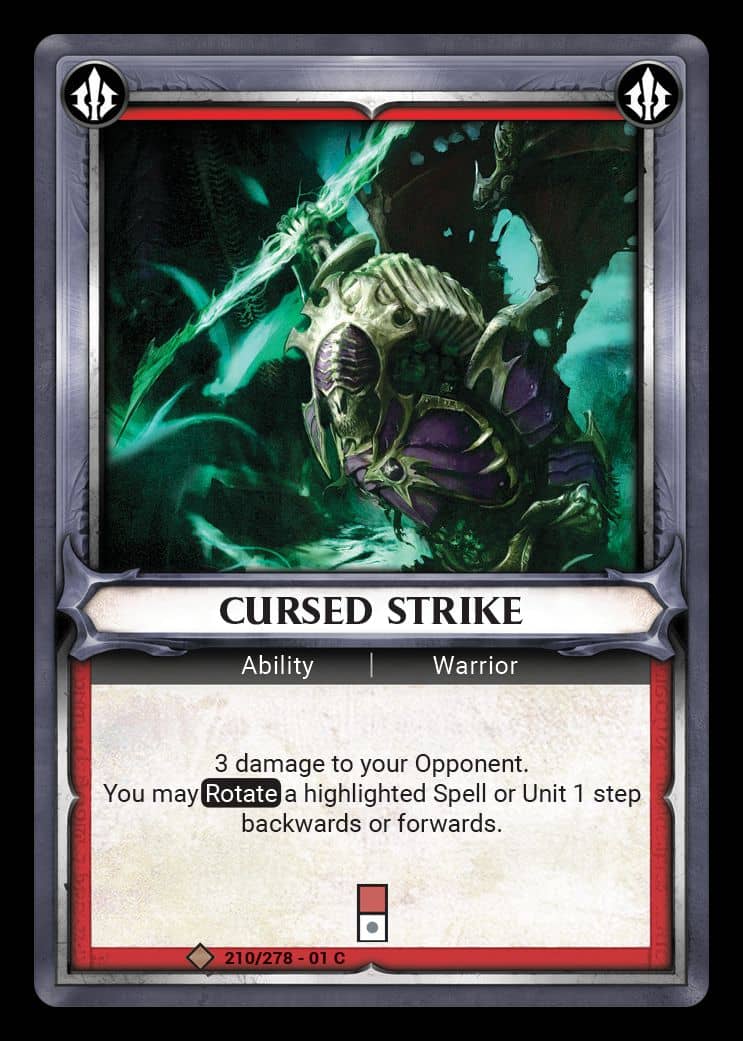 CURSED STRIKE
Ability | Warrior
3 damage to your Opponent.
You may Rotate a highlighted Spell or Unit 1 step
backwards or forwards.
210/278 - 01 C